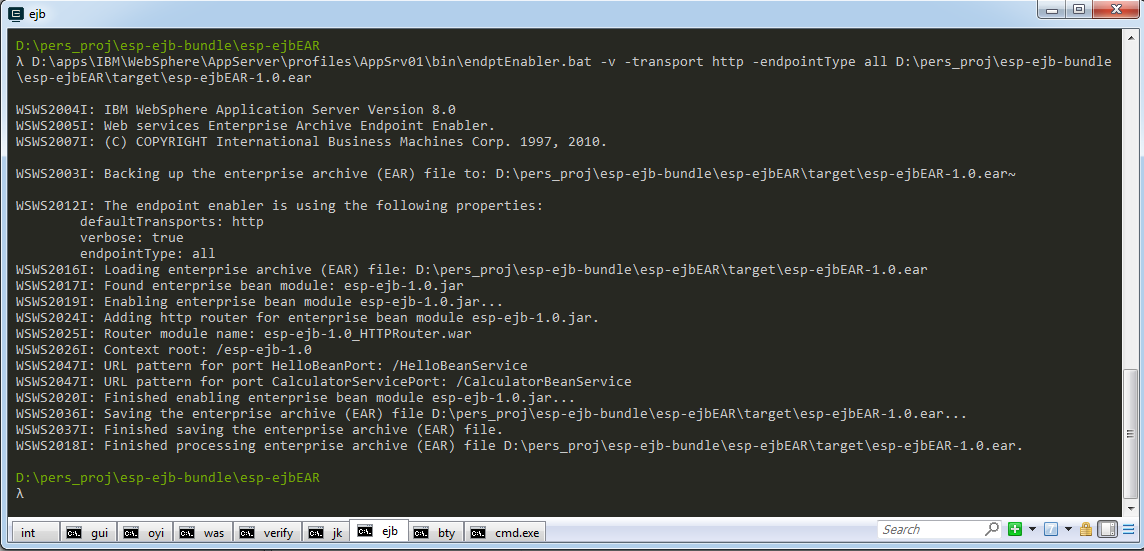 ejb
D:\pers_proj\esp-ejb-bundle\esp-ejbEAR
λ D:\apps\IBM\WebSphere\AppServer\profiles\AppSrv01\bin\endptEnabler.bat -v -transport http -endpointType all D:\pers_proj\esp-ejb-bundle
\esp-ejbEAR\target\esp-ejbEAR-1.0.ear
WSWS2004I: IBM WebSphere Application Server Version 8.0
WSWS2005I: Web services Enterprise Archive Endpoint Enabler.
WSWS2007I: (C) COPYRIGHT International Business Machines Corp. 1997, 2010.
WSWS2003I: Backing up the enterprise archive (EAR) file to: D:\pers_proj\esp-ejb-bundle\esp-ejbEAR\target\esp-ejbEAR-1.0.ear~
WSWS2012I: The endpoint enabler is using the following properties:
defaultTransports: http
verbose: true
endpointType: all
WSWS2016I: Loading enterprise archive (EAR) file: D:\pers_proj\esp-ejb-bundle\esp-ejbEAR\target\esp-ejbEAR-1.0.ear
WSWS2017I: Found enterprise bean module: esp-ejb-1.0.jar
WSWS2019I: Enabling enterprise bean module esp-ejb-1.0.jar...
WSWS2024I: Adding http router for enterprise bean module esp-ejb-1.0.jar.
WSWS2025I: Router module name: esp-ejb-1.0_HTTPRouter.war
WSWS2026I: Context root: /esp-ejb-1.0
WSWS2047I: URL pattern for port HelloBeanPort: /HelloBeanService
WSWS2047I: URL pattern for port CalculatorServicePort: /CalculatorBeanService
WSWS2020I: Finished enabling enterprise bean module esp-ejb-1.0.jar...
WSWS2036I: Saving the enterprise archive (EAR) file D:\pers_proj\esp-ejb-bundle\esp-ejbEAR\target\esp-ejbEAR-1.0.ear...
WSWS2037I: Finished saving the enterprise archive (EAR) file.
WSWS2018I: Finished processing enterprise archive (EAR) file D:\pers_proj\esp-ejb-bundle\esp-ejbEAR\target\esp-ejbEAR-1.0.ear.
D:\pers_proj\esp-ejb-bundle\esp-ejbEAR
λ
int gui oyi was verify jk ejb bty cmd.exe Search